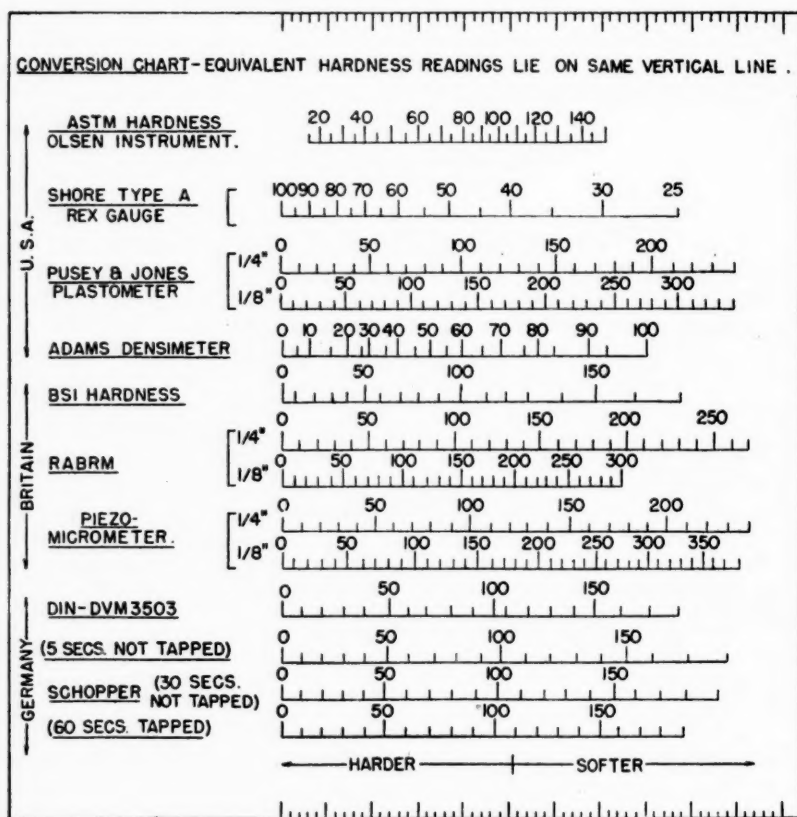 CONVERSION CHART-EQUIVALENT HARDNESS READINGS LIE ON SAME VERTICAL LINE.
U.S.A.
ASTM HARDNESS
OLSEN INSTRUMENT.
20 40 60 80 100 120 140
SHORE TYPE A
REX GAUGE
100 90 80 70 60 50 40 30 25
PUSEY & JONES
PLASTOMETER
1/4"
0 50 100 150 200
1/8"
0 50 100 150 200 250 300
ADAMS DENSIMETER
0 10 20 30 40 50 60 70 80 90 100
BRITAIN
BSI HARDNESS
0 50 100 150
RABRM
1/4"
0 50 100 150 200 250
1/8"
0 50 100 150 200 250 300
PIEZO-
MICROMETER.
1/4"
0 50 100 150 200
1/8"
0 50 100 150 200 250 300 350
GERMANY
DIN-DVM3503
0 50 100 150
(5 SECS. NOT TAPPED)
0 50 100 150
SCHOPPER (30 SECS.
NOT TAPPED)
0 50 100 150
(60 SECS. TAPPED)
0 50 100 150
HARDER SOFTER